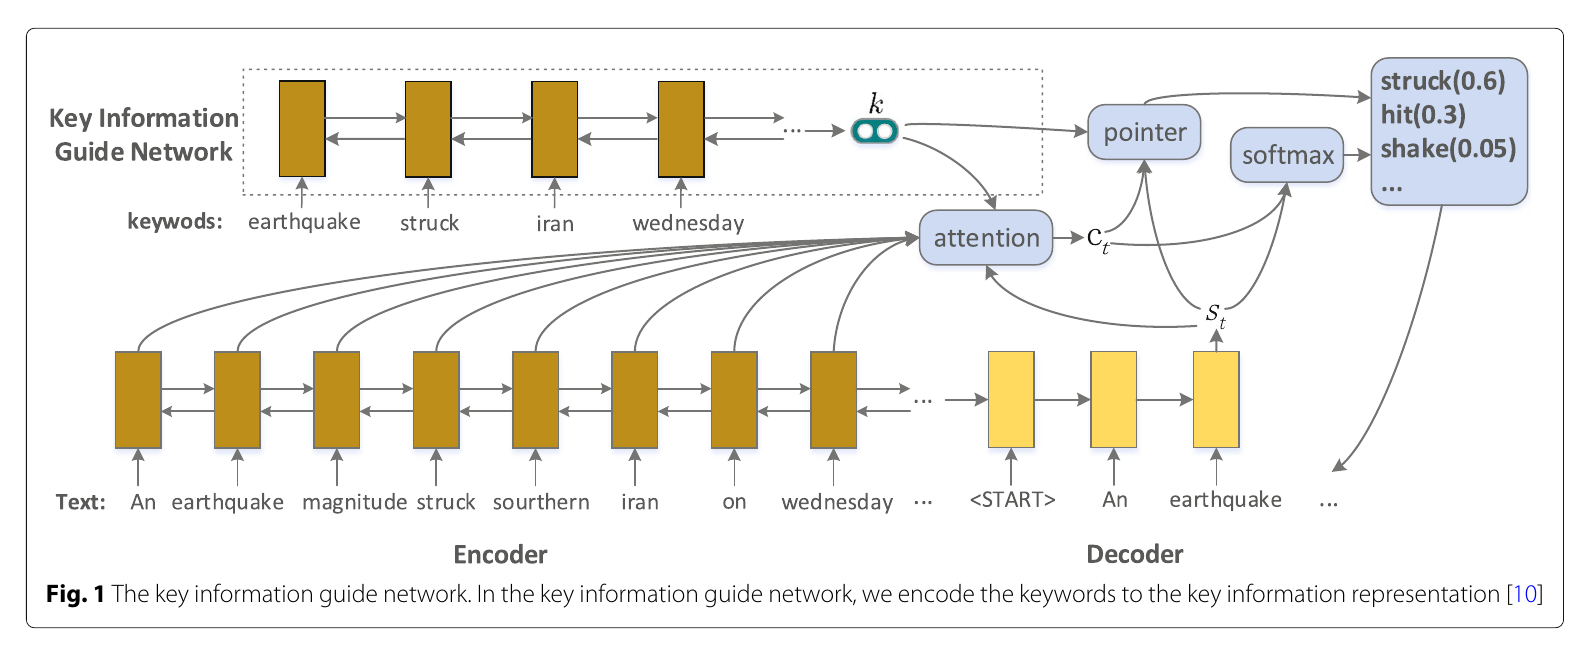 Key Information
Guide Network
...
k
pointer
softmax
struck(0.6)
hit(0.3)
shake(0.05)
...
keywods: earthquake struck iran wednesday
attention
Ct
St
...
Text: An earthquake magnitude struck sourthern iran on wednesday ... <START> An earthquake ...
Encoder Decoder
Fig. 1 The key information guide network. In the key information guide network, we encode the keywords to the key information representation [10]